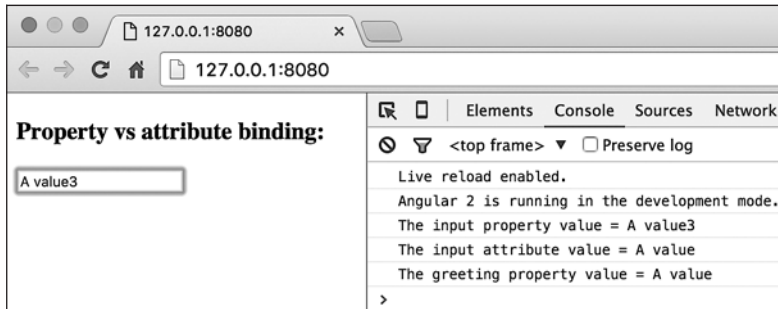 127.0.0.1:8080
127.0.0.1:8080
Property vs attribute binding:
A value3
Elements Console Sources Network
<top frame> ▼ Preserve log
Live reload enabled.
Angular 2 is running in the development mode.
The input property value = A value3
The input attribute value = A value
The greeting property value = A value
>